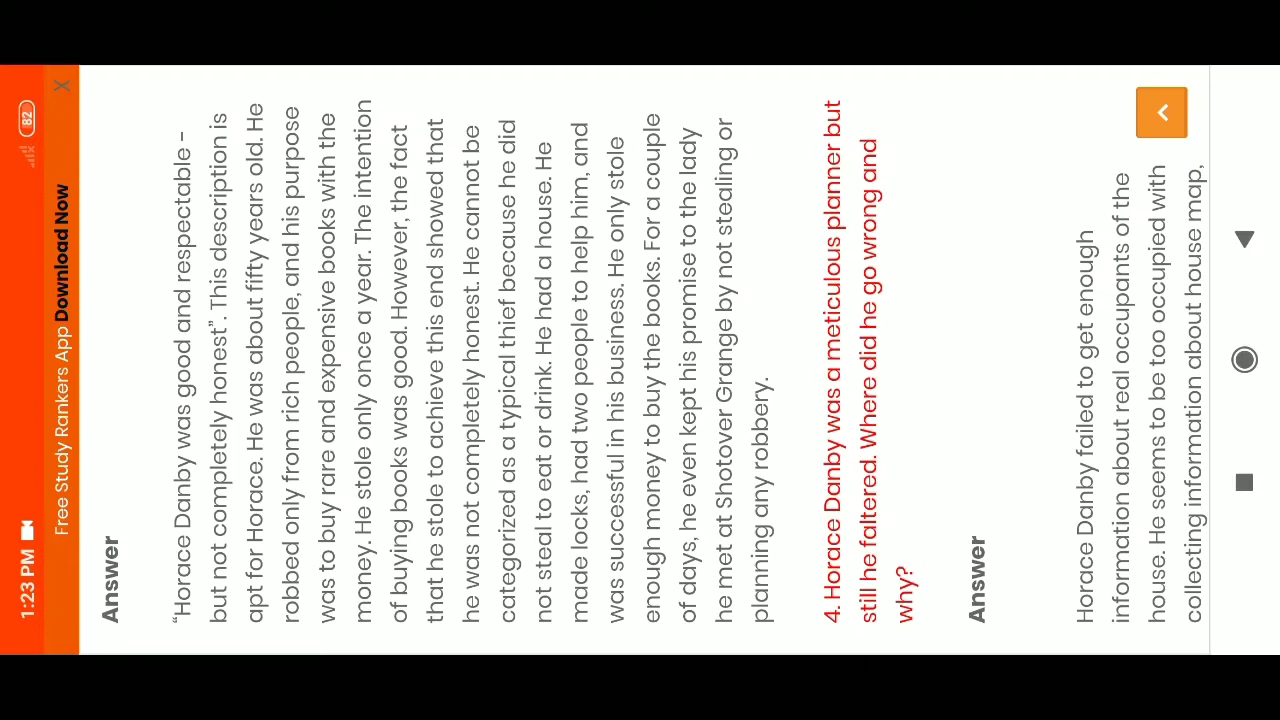 1:23 PM 82
Free Study Rankers App Download Now X
Answer
"Horace Danby was good and respectable –
but not completely honest”. This description is
apt for Horace. He was about fifty years old. He
robbed only from rich people, and his purpose
was to buy rare and expensive books with the
money. He stole only once a year. The intention
of buying books was good. However, the fact
that he stole to achieve this end showed that
he was not completely honest. He cannot be
categorized as a typical thief because he did
not steal to eat or drink. He had a house. He
made locks, had two people to help him, and
was successful in his business. He only stole
enough money to buy the books. For a couple
of days, he even kept his promise to the lady
he met at Shotover Grange by not stealing or
planning any robbery.
4. Horace Danby was a meticulous planner but
still he faltered. Where did he go wrong and
why?
Answer
Horace Danby failed to get enough
information about real occupants of the
house. He seems to be too occupied with
collecting information about house map,